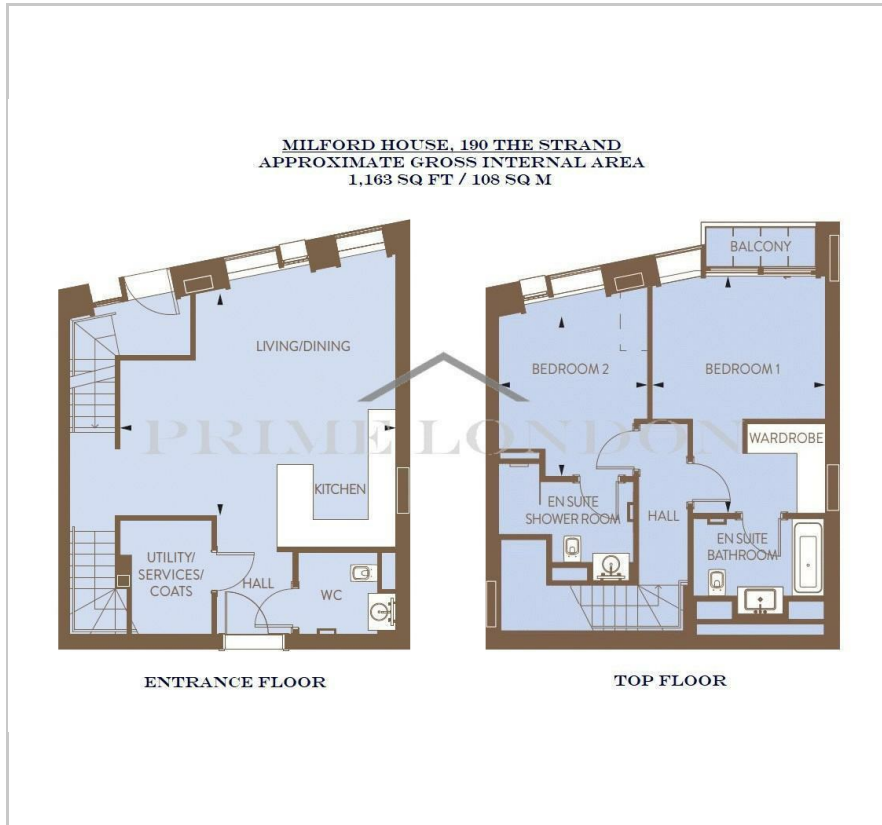 MILFORD HOUSE, 190 THE STRAND
APPROXIMATE GROSS INTERNAL AREA
1,163 SQ FT / 108 SQ M
BALCONY
LIVING/DINING
BEDROOM 2
BEDROOM 1
PRIME LONDON
WARDROBE
KITCHEN
EN SUITE
SHOWER ROOM
HALL
EN SUITE
BATHROOM
UTILITY/
SERVICES/
COATS
HALL
WC
ENTRANCE FLOOR
TOP FLOOR